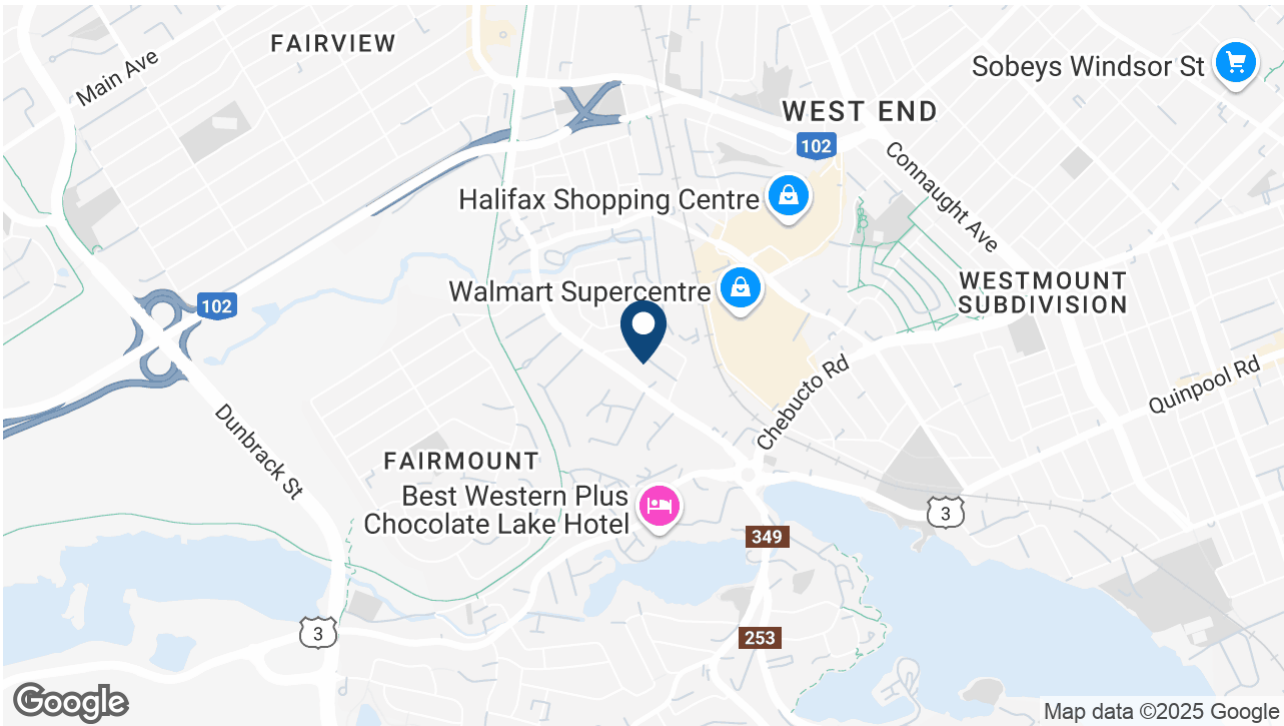 FAIRVIEW
Main Ave
Sobeys Windsor St
WEST END
102
Connaught Ave
Halifax Shopping Centre
WESTMOUNT
SUBDIVISION
Walmart Supercentre
102
Chebucto Rd
Quinpool Rd
Dunbrack St
FAIRMOUNT
Best Western Plus
Chocolate Lake Hotel
3
349
3
253
Google
Map data ©2025 Google